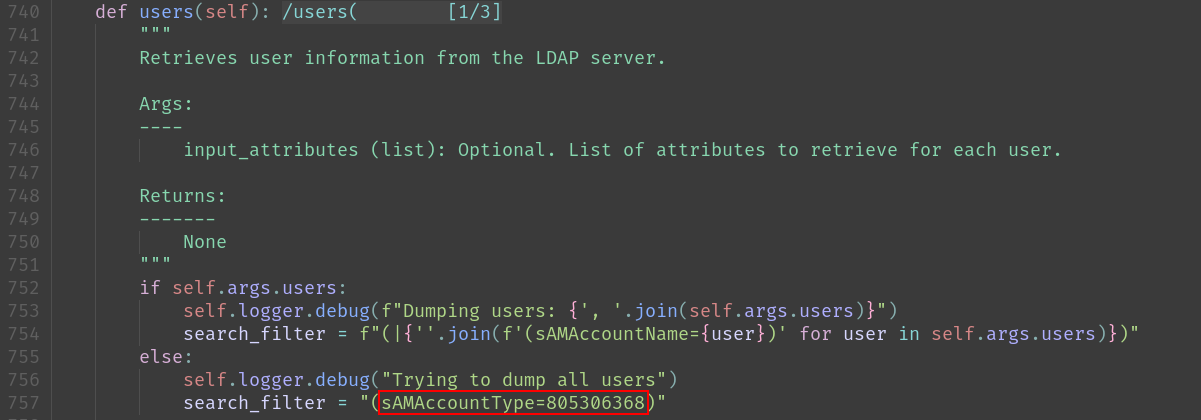 740 def users(self): /users( [1/3]
741 """
742 Retrieves user information from the LDAP server.
743
744 Args:
745 ----
746 input_attributes (list): Optional. List of attributes to retrieve for each user.
747
748 Returns:
749 -------
750 None
751 """
752 if self.args.users:
753 self.logger.debug(f"Dumping users: {', '.join(self.args.users)}")
754 search_filter = f"(|{''.join(f'(sAMAccountName={user})' for user in self.args.users)})"
755 else:
756 self.logger.debug("Trying to dump all users")
757 search_filter = "(sAMAccountType=805306368)"